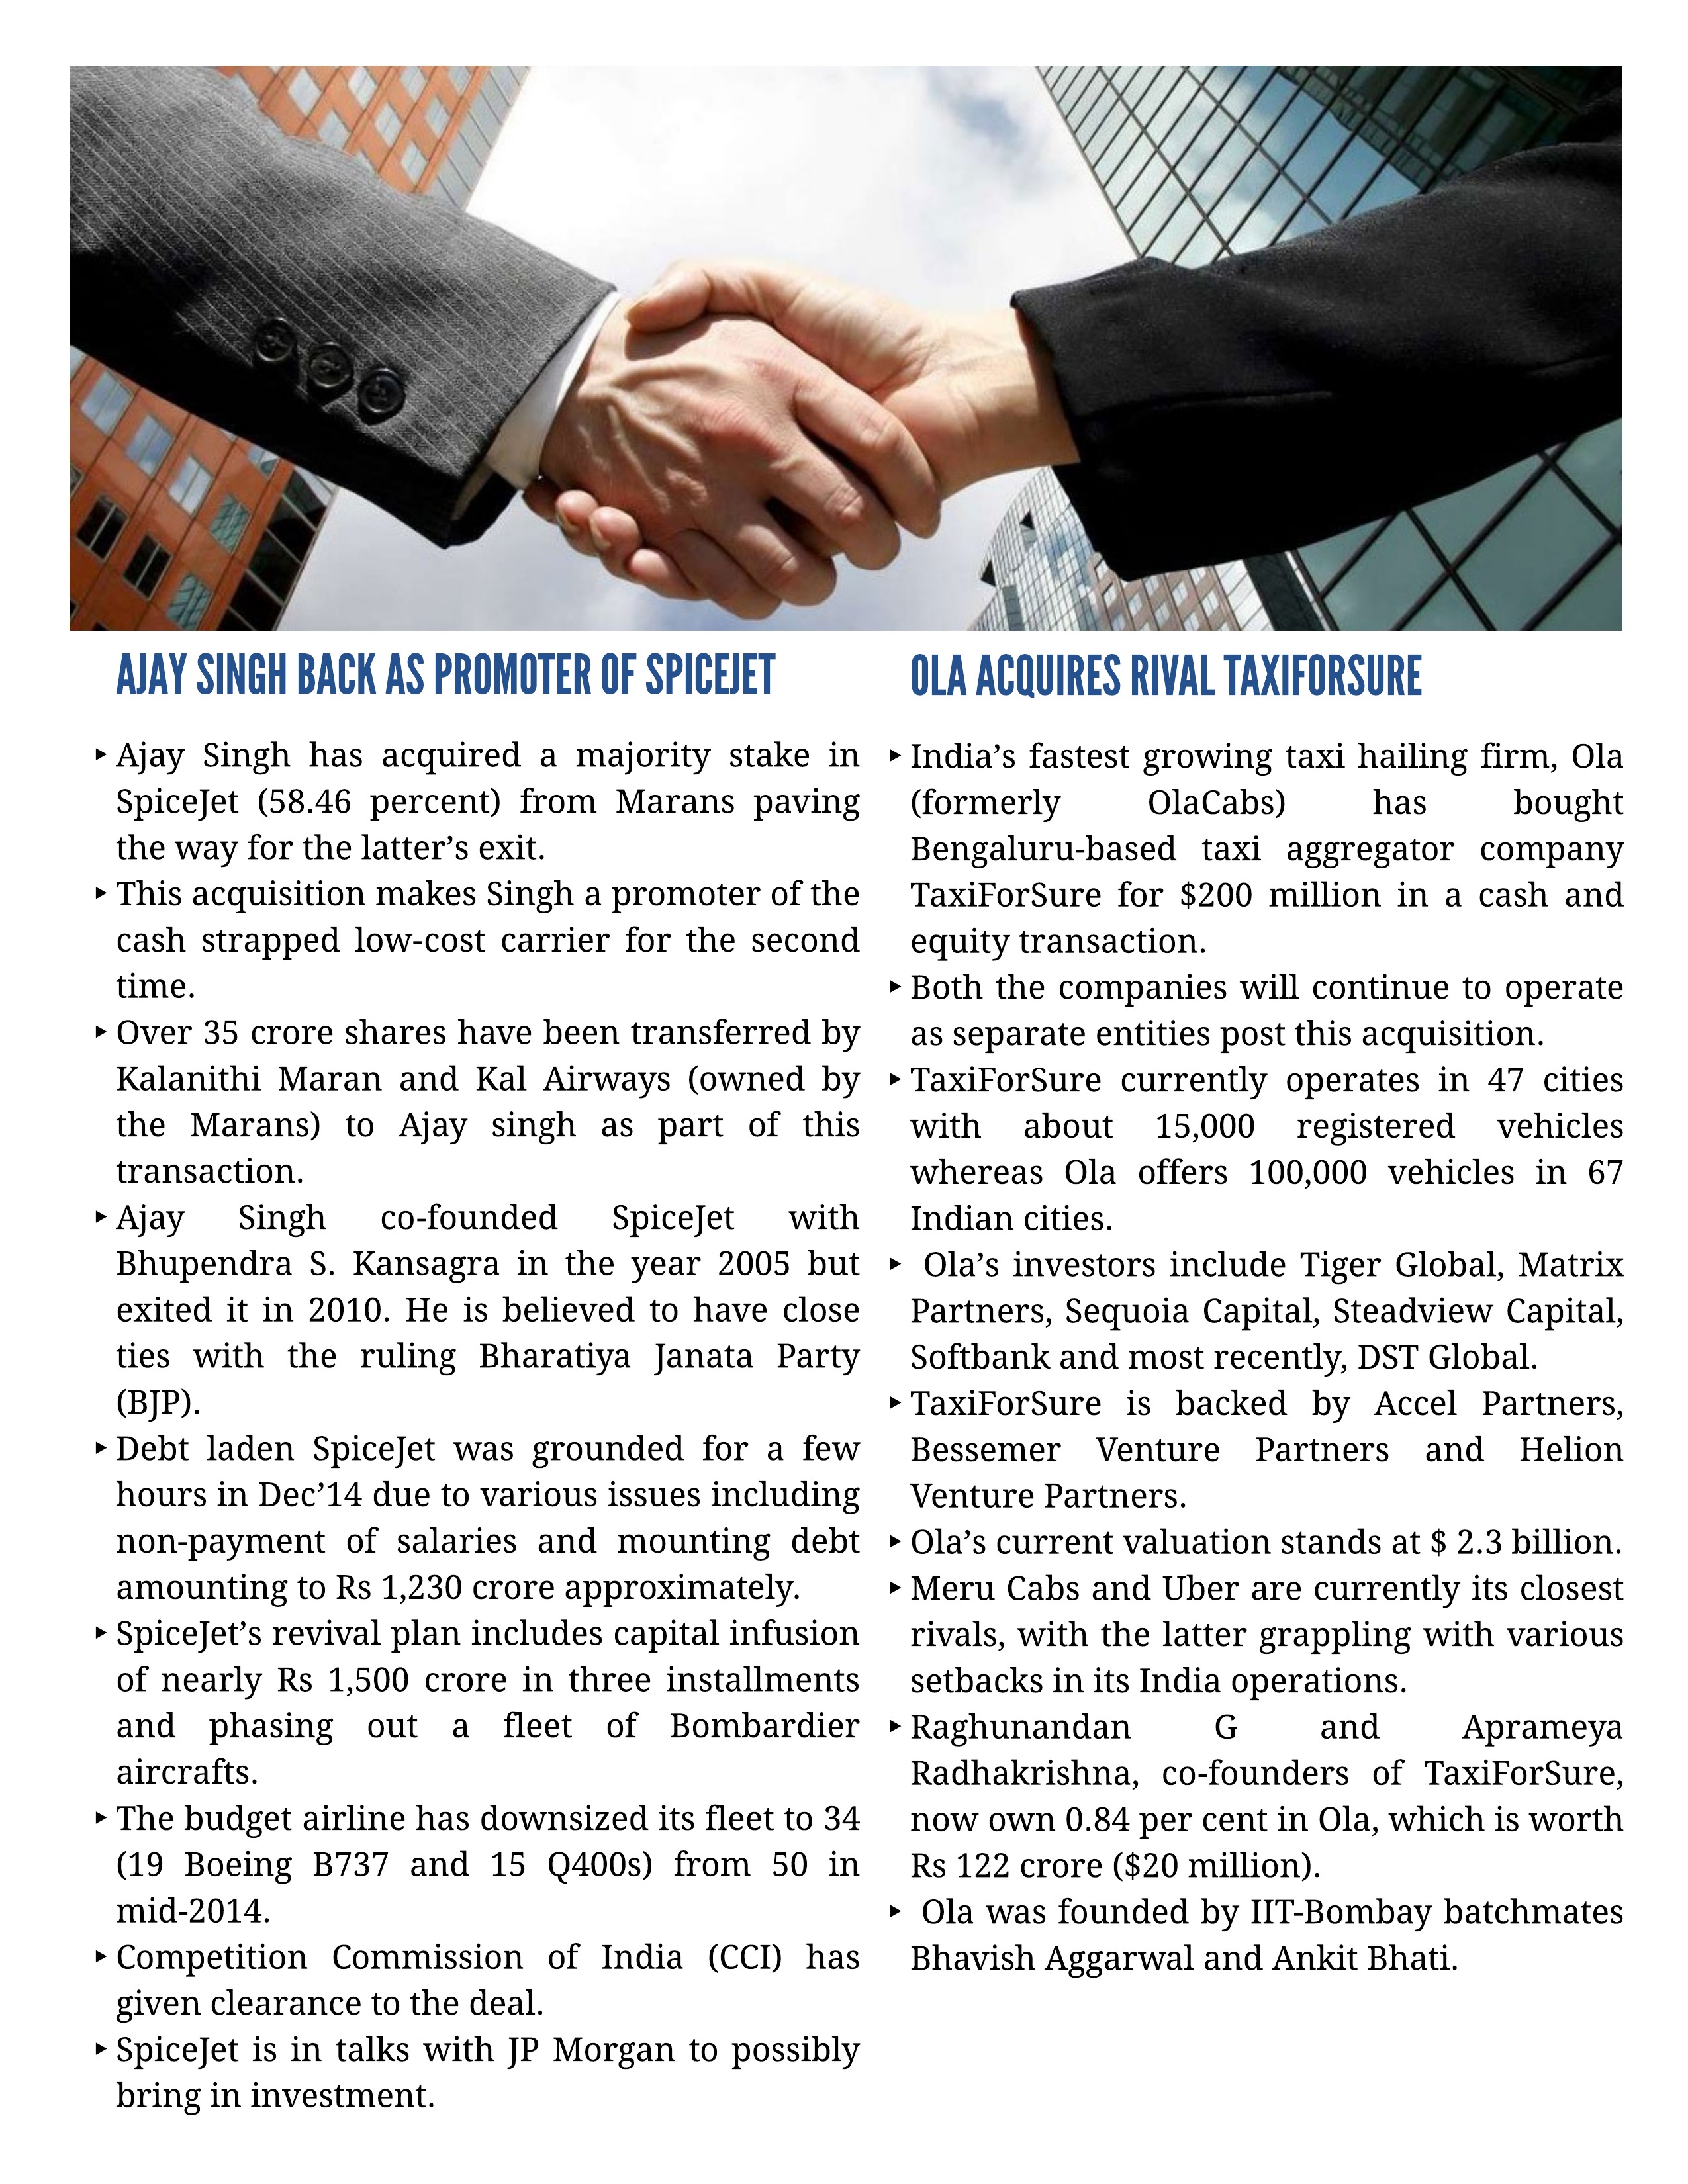 AJAY SINGH BACK AS PROMOTER OF SPICEJET
‣ Ajay Singh has acquired a majority stake in
SpiceJet (58.46 percent) from Marans paving
the way for the latter’s exit.
‣ This acquisition makes Singh a promoter of the
cash strapped low-cost carrier for the second
time.
‣ Over 35 crore shares have been transferred by
Kalanithi Maran and Kal Airways (owned by
the Marans) to Ajay singh as part of this
transaction.
‣ Ajay Singh co-founded SpiceJet with
Bhupendra S. Kansagra in the year 2005 but
exited it in 2010. He is believed to have close
ties with the ruling Bharatiya Janata Party
(BJP).
‣ Debt laden SpiceJet was grounded for a few
hours in Dec’14 due to various issues including
non-payment of salaries and mounting debt
amounting to Rs 1,230 crore approximately.
‣ SpiceJet’s revival plan includes capital infusion
of nearly Rs 1,500 crore in three installments
and phasing out a fleet of Bombardier
aircrafts.
‣ The budget airline has downsized its fleet to 34
(19 Boeing B737 and 15 Q400s) from 50 in
mid-2014.
‣ Competition Commission of India (CCI) has
given clearance to the deal.
‣ SpiceJet is in talks with JP Morgan to possibly
bring in investment.
OLA ACQUIRES RIVAL TAXIFORSURE
‣ India’s fastest growing taxi hailing firm, Ola
(formerly OlaCabs) has bought
Bengaluru-based taxi aggregator company
TaxiForSure for $200 million in a cash and
equity transaction.
‣ Both the companies will continue to operate
as separate entities post this acquisition.
‣ TaxiForSure currently operates in 47 cities
with about 15,000 registered vehicles
whereas Ola offers 100,000 vehicles in 67
Indian cities.
‣ Ola’s investors include Tiger Global, Matrix
Partners, Sequoia Capital, Steadview Capital,
Softbank and most recently, DST Global.
‣ TaxiForSure is backed by Accel Partners,
Bessemer Venture Partners and Helion
Venture Partners.
‣ Ola’s current valuation stands at $ 2.3 billion.
‣ Meru Cabs and Uber are currently its closest
rivals, with the latter grappling with various
setbacks in its India operations.
‣ Raghunandan G and Aprameya
Radhakrishna, co-founders of TaxiForSure,
now own 0.84 per cent in Ola, which is worth
Rs 122 crore ($20 million).
‣ Ola was founded by IIT-Bombay batchmates
Bhavish Aggarwal and Ankit Bhati.